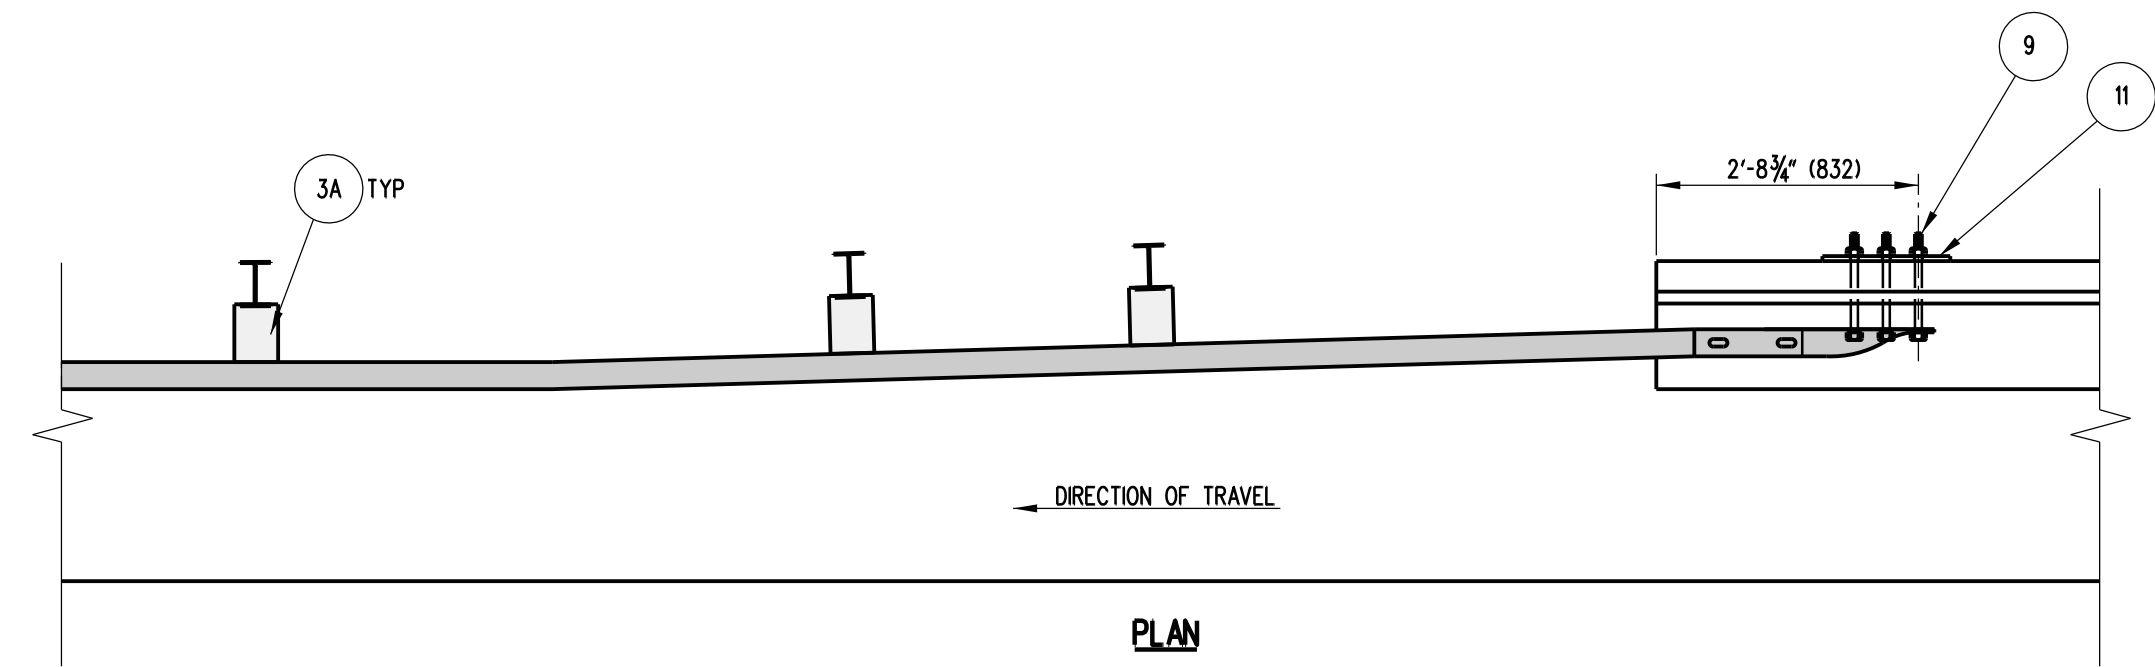 9
11
2'-8¾" (832)
3A TYP
DIRECTION OF TRAVEL
PLAN